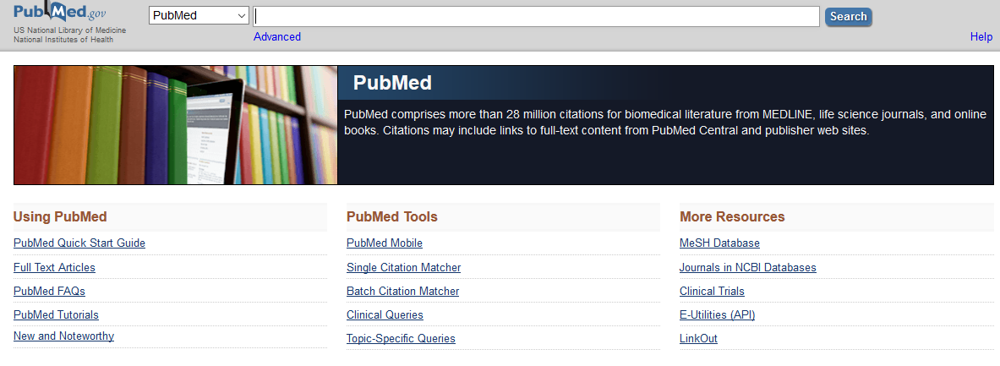 PubMed.gov
US National Library of Medicine
National Institutes of Health
PubMed
Search
Advanced
Help
PubMed
PubMed comprises more than 28 million citations for biomedical literature from MEDLINE, life science journals, and online
books. Citations may include links to full-text content from PubMed Central and publisher web sites.
Using PubMed
PubMed Quick Start Guide
Full Text Articles
PubMed FAQs
PubMed Tutorials
New and Noteworthy
PubMed Tools
PubMed Mobile
Single Citation Matcher
Batch Citation Matcher
Clinical Queries
Topic-Specific Queries
More Resources
MeSH Database
Journals in NCBI Databases
Clinical Trials
E-Utilities (API)
LinkOut